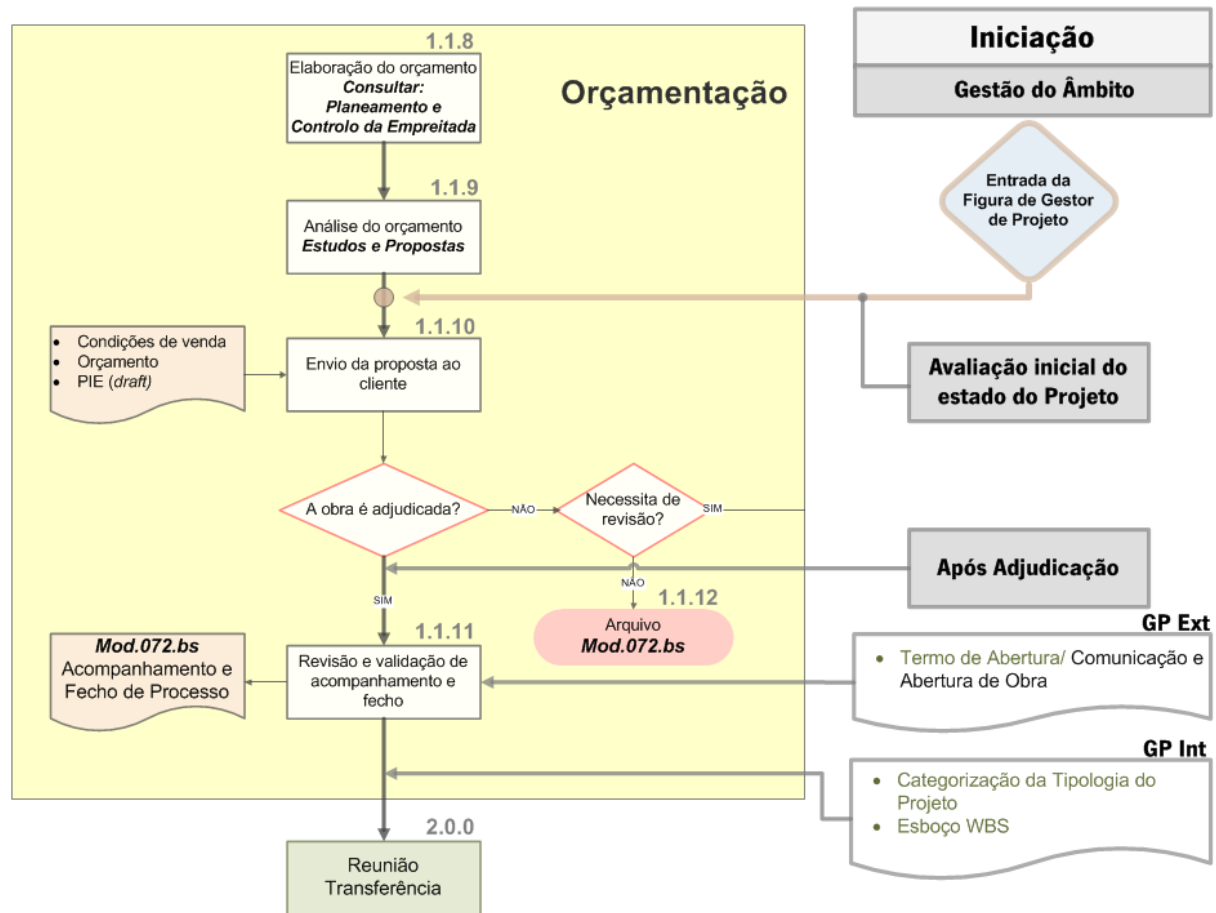 1.1.8
Elaboração do orçamento
Consultar:
Planeamento e
Controlo da Empreitada
Orçamentação
1.1.9
Análise do orçamento
Estudos e Propostas
1.1.10
• Condições de venda
• Orçamento
• PIE (draft)
Envio da proposta ao
cliente
A obra é adjudicada?
NÃO
Necessita de
revisão?
SIM
NÃO
SIM
1.1.12
Arquivo
Mod.072.bs
1.1.11
Mod.072.bs
Acompanhamento e
Fecho de Processo
Revisão e validação de
acompanhamento e
fecho
2.0.0
Reunião
Transferência
Iniciação
Gestão do Âmbito
Entrada da
Figura de Gestor
de Projeto
Avaliação inicial do
estado do Projeto
Após Adjudicação
GP Ext
• Termo de Abertura/ Comunicação e
Abertura de Obra
GP Int
• Categorização da Tipologia do
Projeto
• Esboço WBS